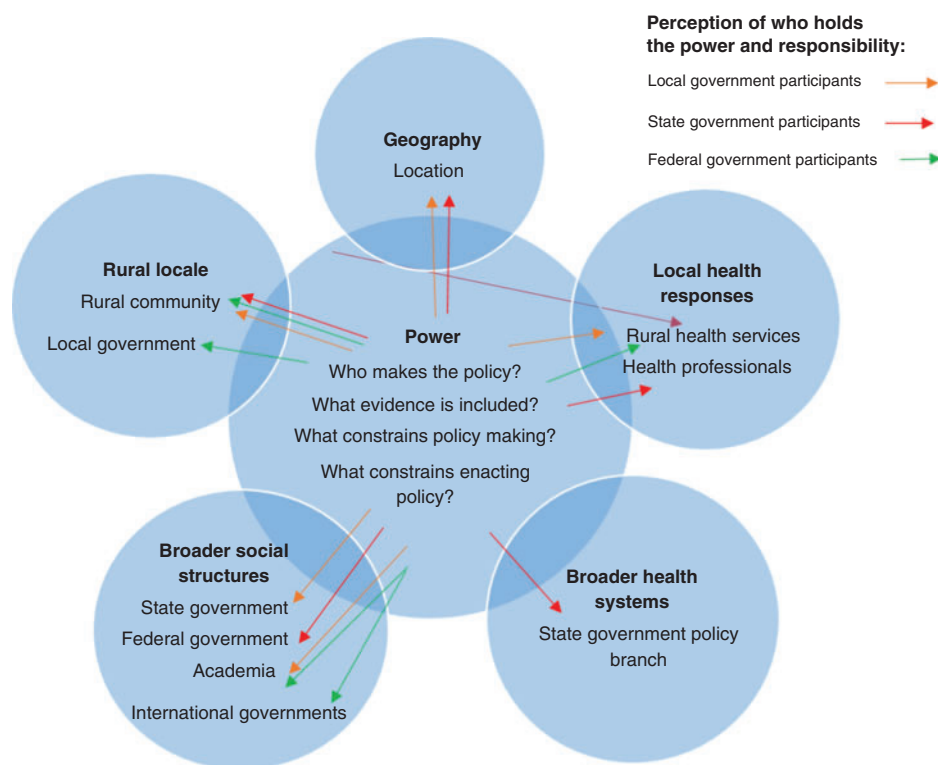 Perception of who holds
the power and responsibility:
Local government participants
State government participants
Federal government participants
Geography
Location
Rural locale
Rural community
Local government
Local health
responses
Rural health services
Health professionals
Power
Who makes the policy?
What evidence is included?
What constrains policy making?
What constrains enacting
policy?
Broader social
structures
State government
Federal government
Academia
International governments
Broader health
systems
State government policy
branch